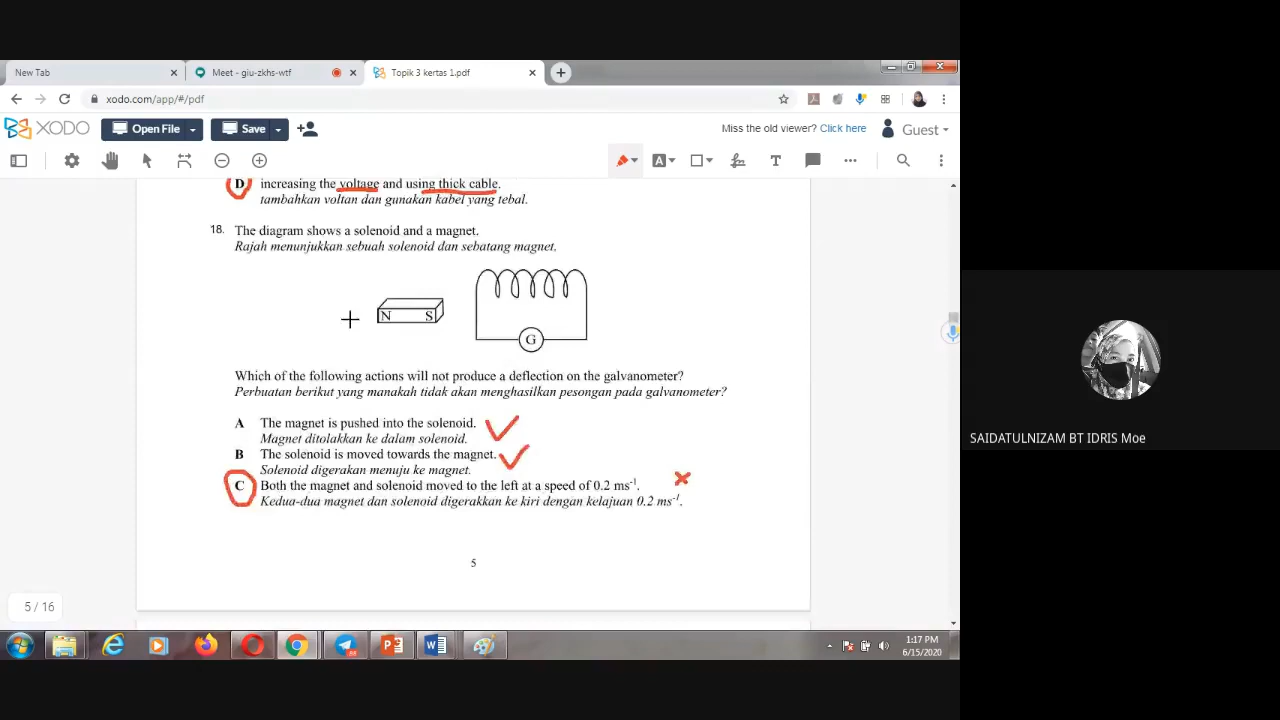 New Tab
Meet - giu-zkhs-wtf
Topik 3 kertas 1.pdf
xodo.com/app/#/pdf
XODO
Open File
Save
Miss the old viewer? Click here
Guest
A
T
D increasing the voltage and using thick cable.
tambahkan voltan dan gunakan kabel yang tebal.
18. The diagram shows a solenoid and a magnet.
Rajah menunjukkan sebuah solenoid dan sebatang magnet.
N S
G
Which of the following actions will not produce a deflection on the galvanometer?
Perbuatan berikut yang manakah tidak akan menghasilkan pesongan pada galvanometer?
A The magnet is pushed into the solenoid.
Magnet ditolakkan ke dalam solenoid.
B The solenoid is moved towards the magnet.
Solenoid digerakan menuju ke magnet.
C Both the magnet and solenoid moved to the left at a speed of 0.2 ms⁻¹.
Kedua-dua magnet dan solenoid digerakkan ke kiri dengan kelajuan 0.2 ms⁻¹.
5
5 / 16
SAIDATULNIZAM BT IDRIS Moe
1:17 PM
6/15/2020